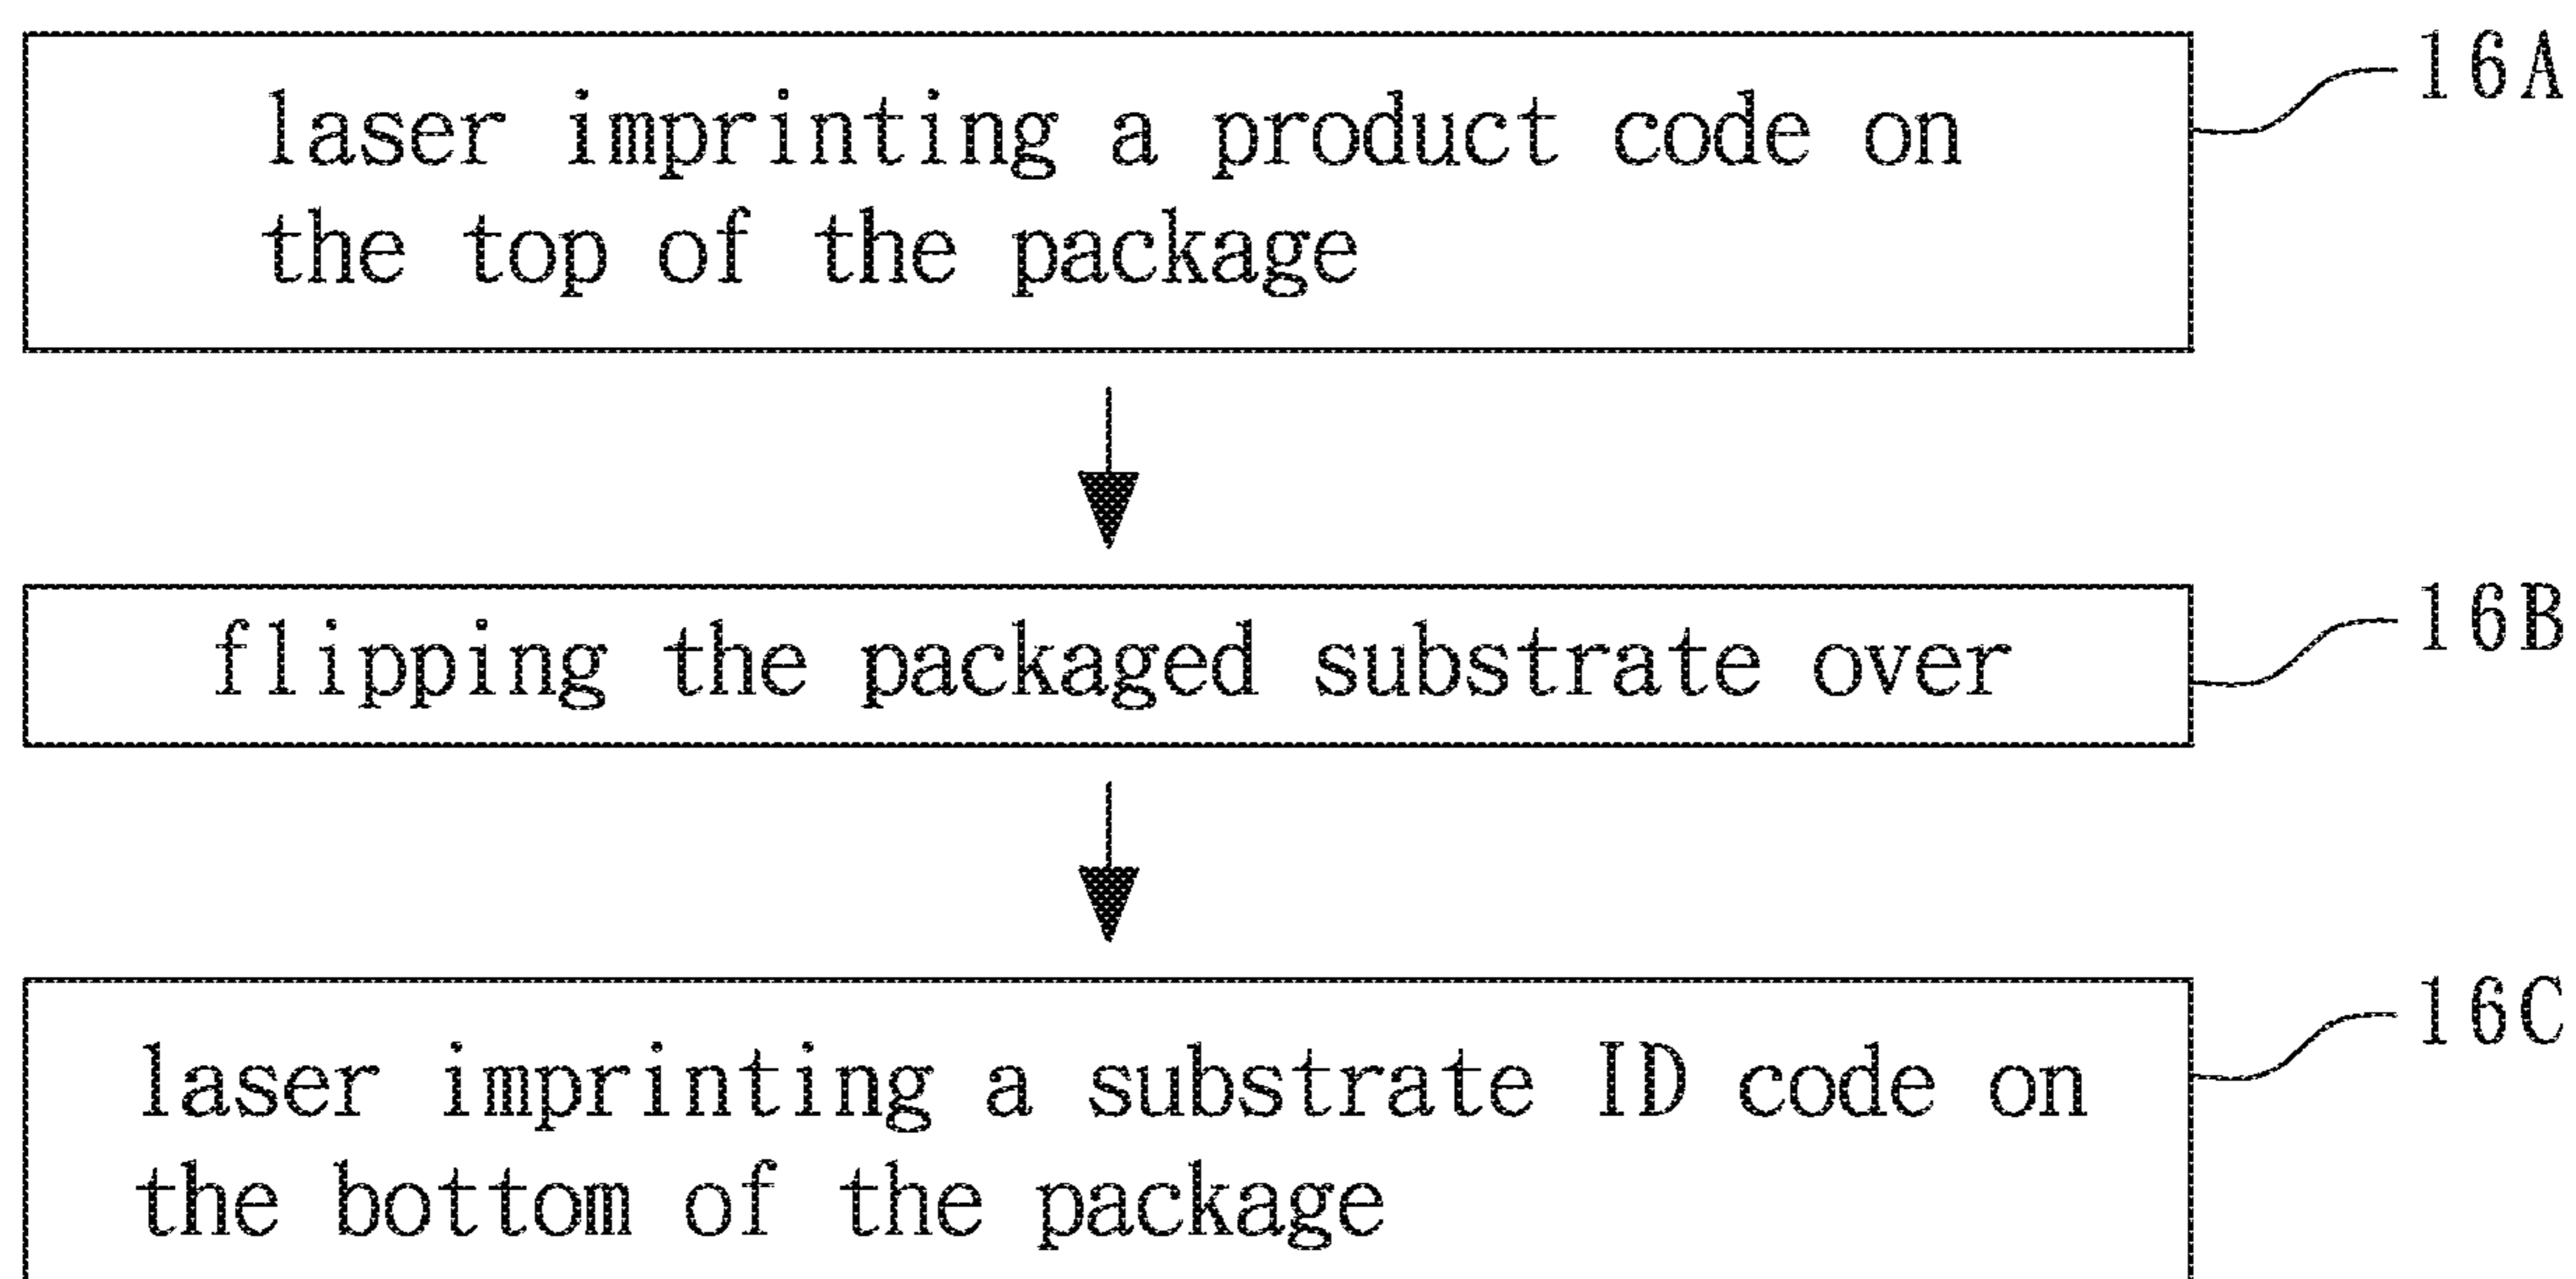 laser imprinting a product code on
the top of the package
16A
flipping the packaged substrate over
16B
laser imprinting a substrate ID code on
the bottom of the package
16C